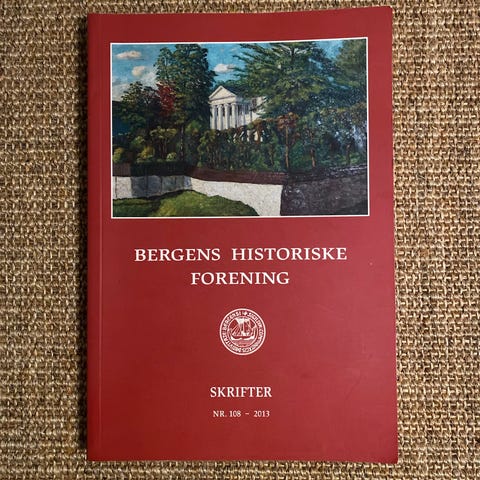 BERGENS HISTORISKE
FORENING
SKRIFTER
NR. 108 – 2013